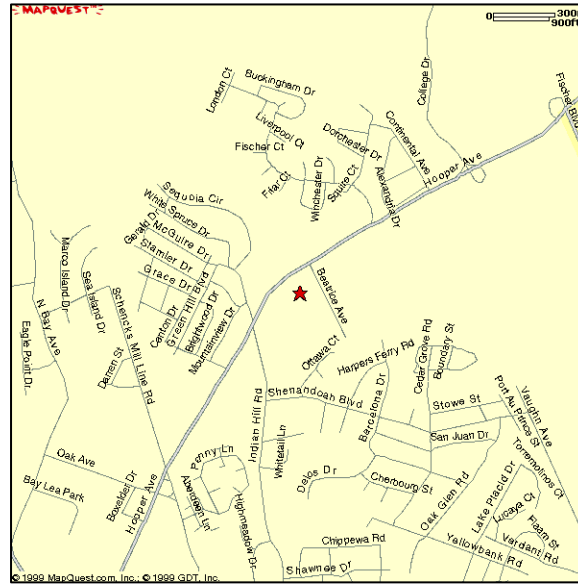 MAPQUEST
0 300m
900ft
London Ct
Buckingham Dr
Liverpool Ct
Fischer Ct
Friar Ct
Winchester Dr
Squire Ct
Dorchester Dr
Continental Ave
Alexandria Dr
College Dr
Hooper Ave
Fischer Blvd
Sequoia Cir
White Spruce Dr
Gerald Dr
McGuire Dr
Stamler Dr
Grace Dr
Canton Dr
Green Hill Blvd
Brightwood Dr
Mountainview Dr
Marco Island Dr
Sea Island Dr
N Bay Ave
Eagle Point Dr
Schencks Mill Line Rd
Darren St
Beatrice Ave
Ottawa Ct
Harpers Ferry Rd
Cedar Grove Rd
Boundary St
Shenandoah Blvd
Stowe St
Port Au Prince St
Vaughn Ave
Indian Hill Rd
Whitetail Ln
Barcelona Dr
San Juan Dr
Torremolinos Ct
Oak Ave
Bay Lea Park
Boxelder Dr
Hooper Ave
Penny Ln
Aberdeen Ln
Highmeadow Dr
Delos Dr
Cherbourg St
Oak Glen Rd
Lake Placid Dr
Lucaya Ct
Flaam St
Verdant Rd
Yellowbank Rd
Chippewa Rd
Shawnee Dr
© 1999 MapQuest.com, Inc.; © 1999 GDT, Inc.